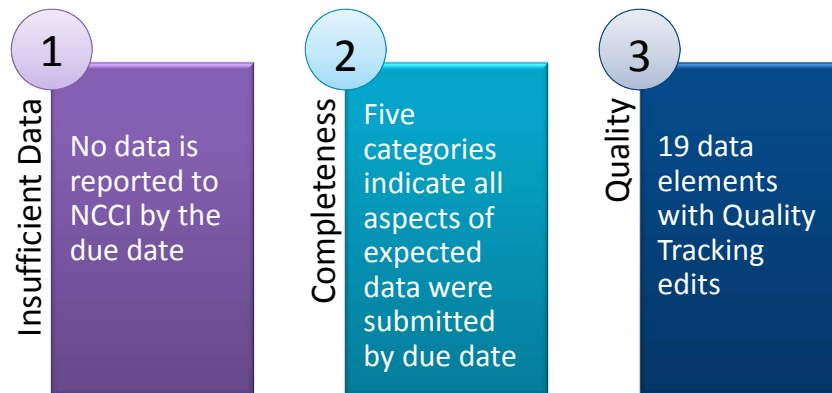 1
Insufficient Data
No data is
reported to
NCCI by the
due date
2
Completeness
Five
categories
indicate all
aspects of
expected
data were
submitted
by due date
3
Quality
19 data
elements
with Quality
Tracking
edits